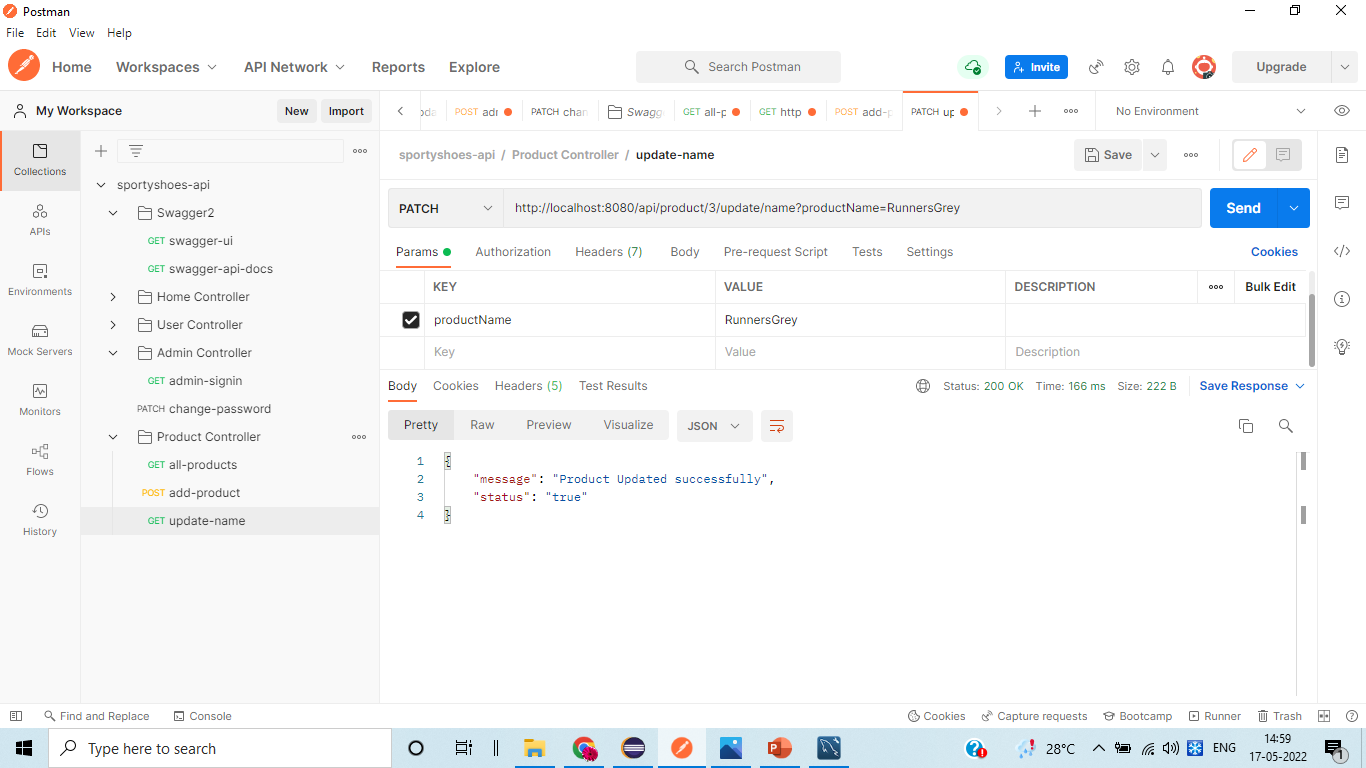 Postman
File Edit View Help
Home Workspaces API Network Reports Explore Search Postman Invite Upgrade
My Workspace New Import
POST adr PATCH char Swagg GET all-p GET http POST add-p PATCH up No Environment
sportyshoes-api / Product Controller / update-name Save
PATCH http://localhost:8080/api/product/3/update/name?productName=RunnersGrey Send
Params Authorization Headers (7) Body Pre-request Script Tests Settings Cookies
KEY VALUE DESCRIPTION Bulk Edit
productName RunnersGrey
Key Value Description
Body Cookies Headers (5) Test Results Status: 200 OK Time: 166 ms Size: 222 B Save Response
Pretty Raw Preview Visualize JSON
1 {
2 "message": "Product Updated successfully",
3 "status": "true"
4 }
Collections
APIs
Environments
Mock Servers
Monitors
Flows
History
sportyshoes-api
Swagger2
GET swagger-ui
GET swagger-api-docs
Home Controller
User Controller
Admin Controller
GET admin-signin
PATCH change-password
Product Controller
GET all-products
POST add-product
GET update-name
Find and Replace Console Cookies Capture requests Bootcamp Runner Trash
Type here to search 28°C ENG 14:59
17-05-2022 1